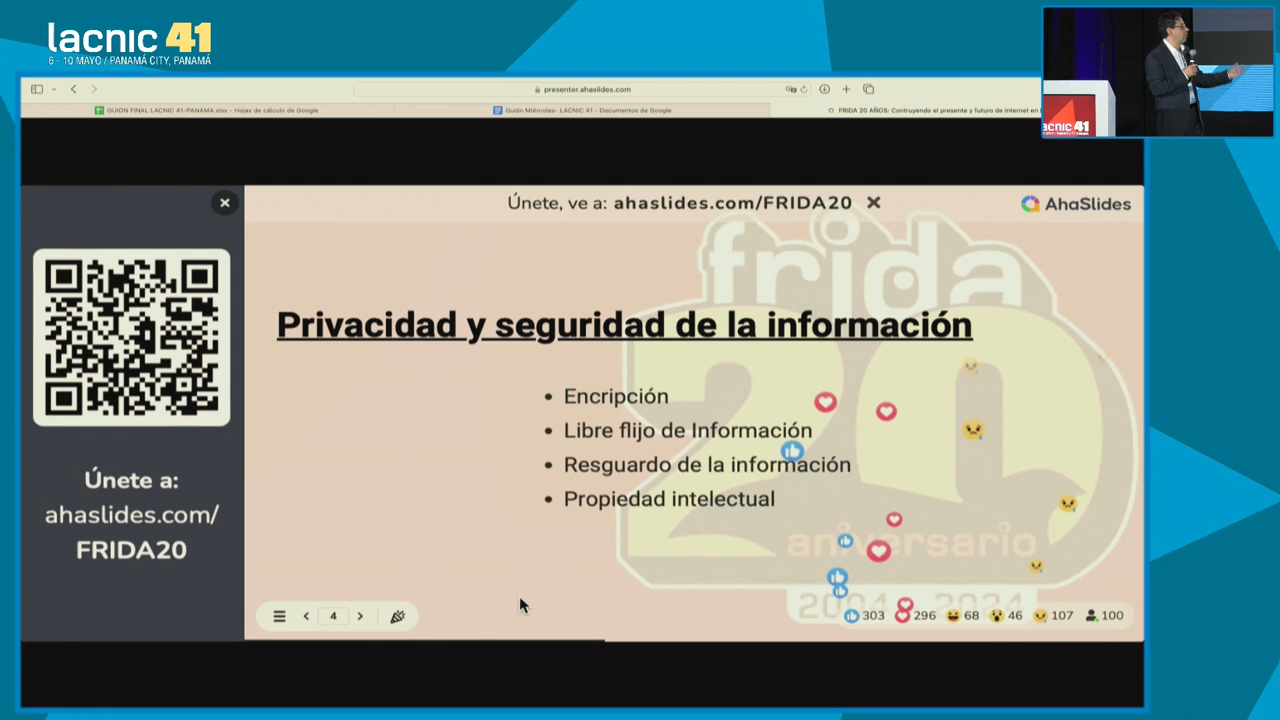 lacnic 41
6 - 10 MAYO / PANAMÁ CITY, PANAMÁ
presenter.ahaslides.com
GUION FINAL LACNIC 41-PANAMA.xlsx - Hojas de cálculo de Google
Guión Miércoles- LACNIC 41 - Documentos de Google
FRIDA 20 AÑOS: Contruyendo el presente y futuro de Internet en
lacnic 41
Únete, ve a: ahaslides.com/FRIDA20
AhaSlides
frida
20
aniversario
2004 - 2024
Privacidad y seguridad de la información
• Encripción
• Libre flijo de Información
• Resguardo de la información
• Propiedad intelectual
Únete a:
ahaslides.com/
FRIDA20
4
303 296 68 46 107 100